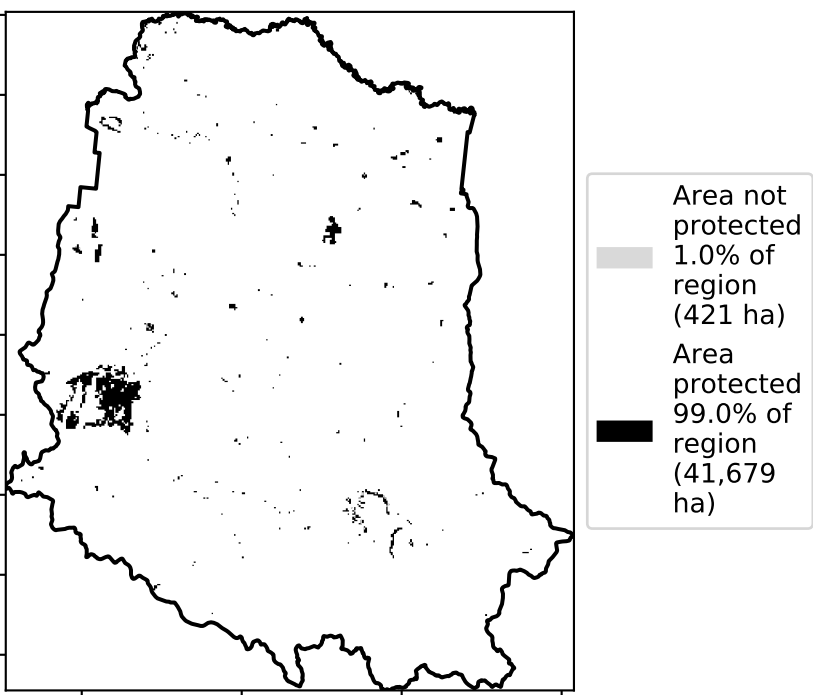 Area not
protected
1.0% of
region
(421 ha)
Area
protected
99.0% of
region
(41,679
ha)